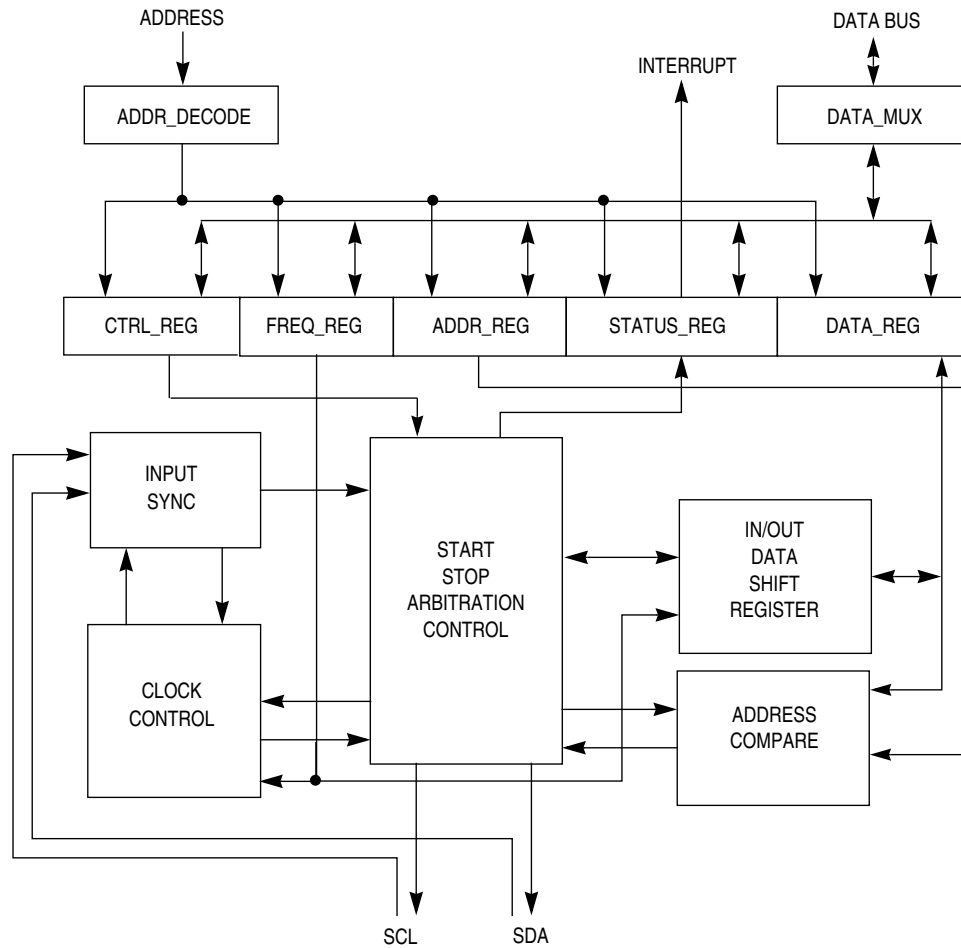 ADDRESS
DATA BUS
INTERRUPT
ADDR_DECODE
DATA_MUX
CTRL_REG
FREQ_REG
ADDR_REG
STATUS_REG
DATA_REG
INPUT
SYNC
START
STOP
ARBITRATION
CONTROL
IN/OUT
DATA
SHIFT
REGISTER
CLOCK
CONTROL
ADDRESS
COMPARE
SCL
SDA